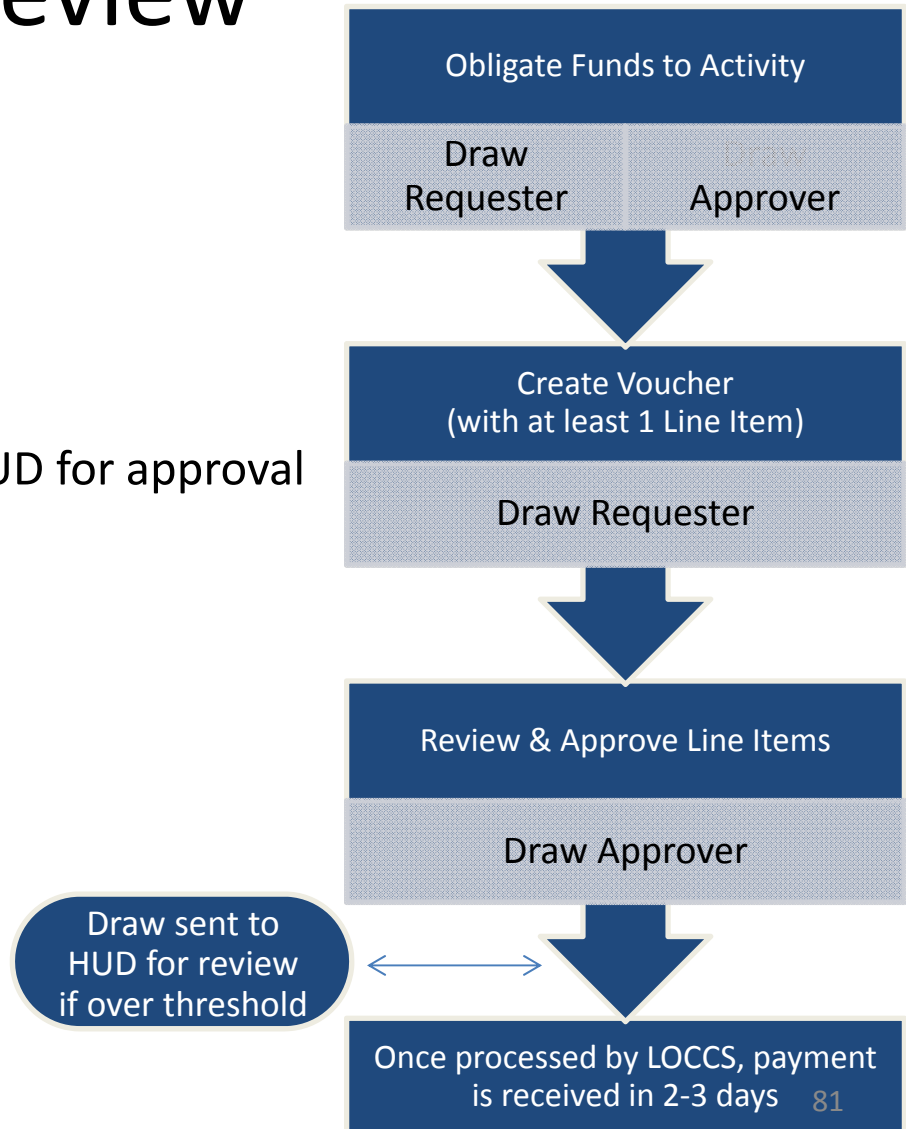 eview
Obligate Funds to Activity
Draw
Requester
Draw
Approver
Create Voucher
(with at least 1 Line Item)
UD for approval
Draw Requester
Review & Approve Line Items
Draw Approver
Draw sent to
HUD for review
if over threshold
Once processed by LOCCS, payment
is received in 2-3 days
81